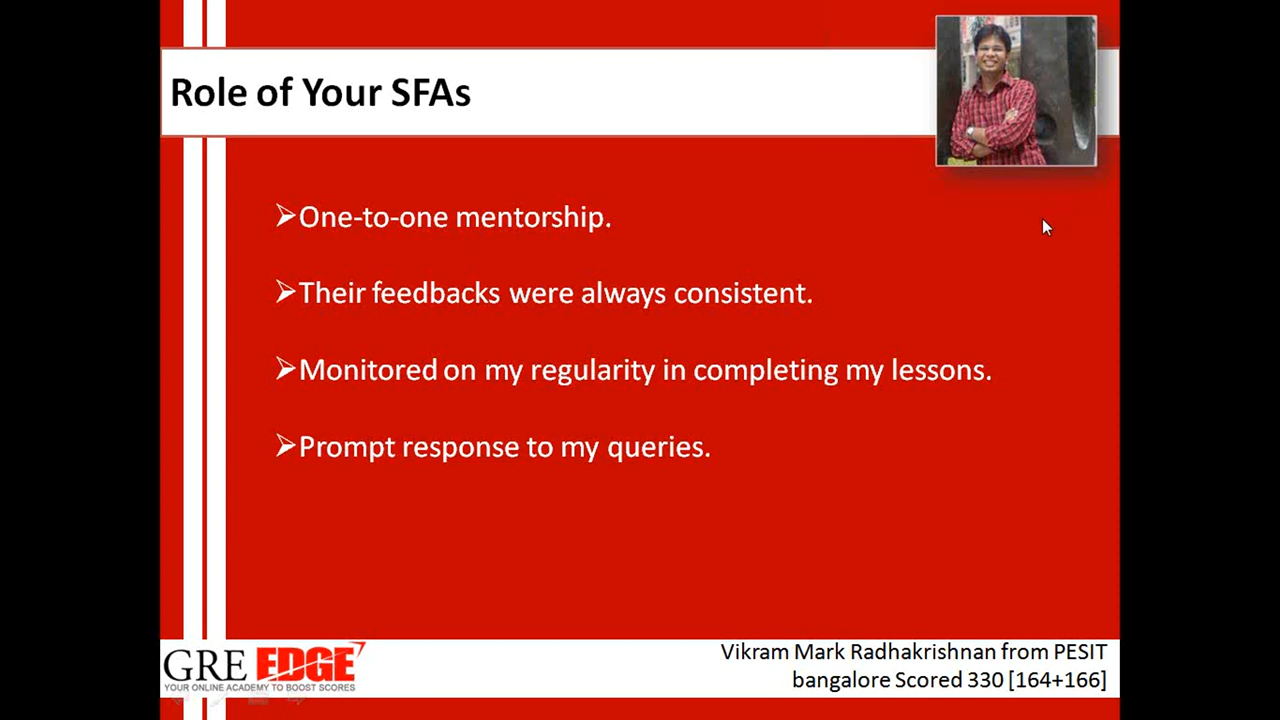 Role of Your SFAs
One-to-one mentorship.
Their feedbacks were always consistent.
Monitored on my regularity in completing my lessons.
Prompt response to my queries.
GRE EDGE
YOUR ONLINE ACADEMY TO BOOST SCORES
Vikram Mark Radhakrishnan from PESIT
bangalore Scored 330 [164+166]